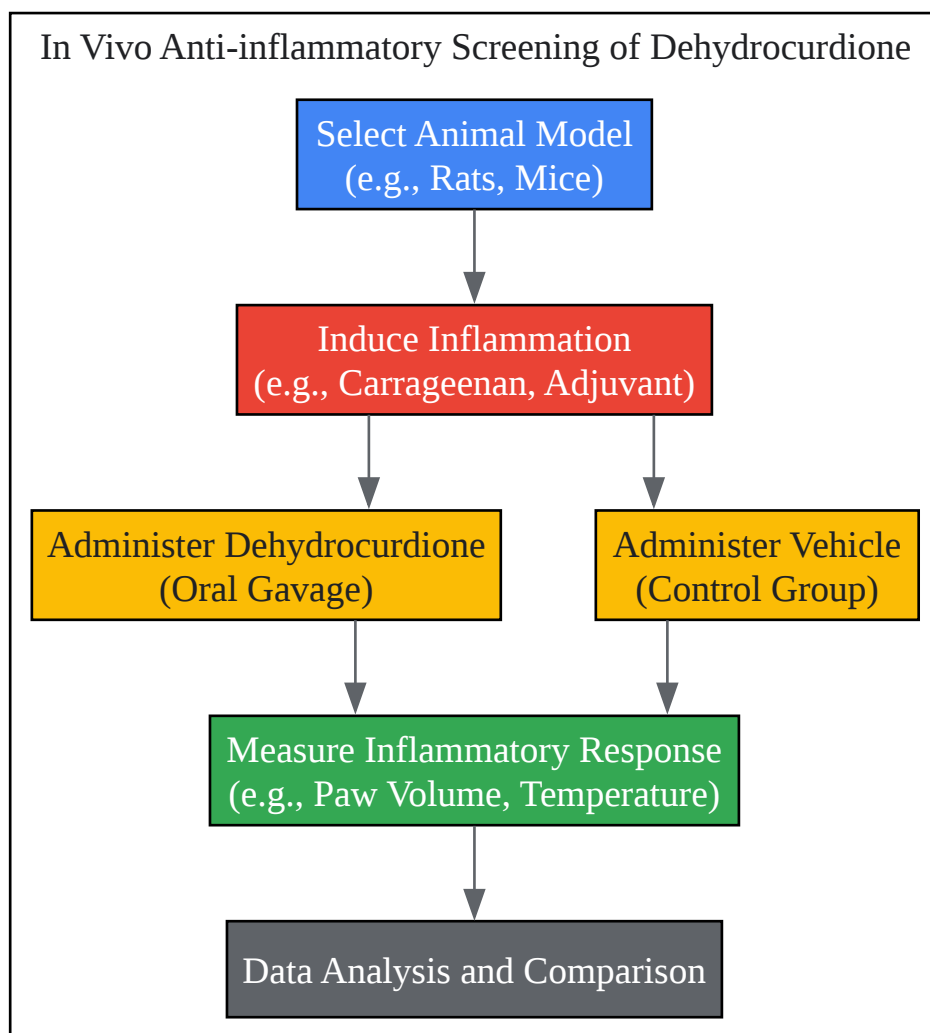 In Vivo Anti-inflammatory Screening of Dehydrocurdione
Select Animal Model
(e.g., Rats, Mice)
Induce Inflammation
(e.g., Carrageenan, Adjuvant)
Administer Dehydrocurdione
(Oral Gavage)
Administer Vehicle
(Control Group)
Measure Inflammatory Response
(e.g., Paw Volume, Temperature)
Data Analysis and Comparison